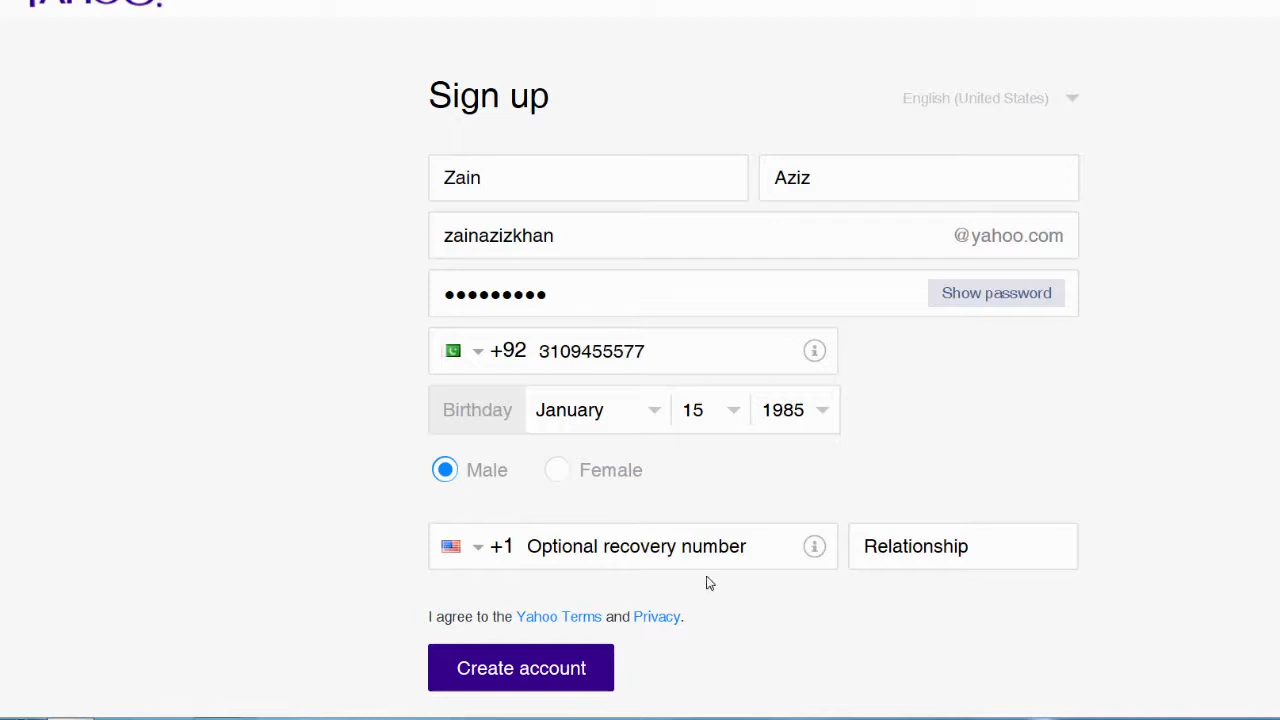 YAHOO!
Sign up
English (United States)
Zain
Aziz
zainazizkhan @yahoo.com
••••••••• Show password
+92 3109455577
Birthday January 15 1985
Male Female
+1 Optional recovery number Relationship
I agree to the Yahoo Terms and Privacy.
Create account